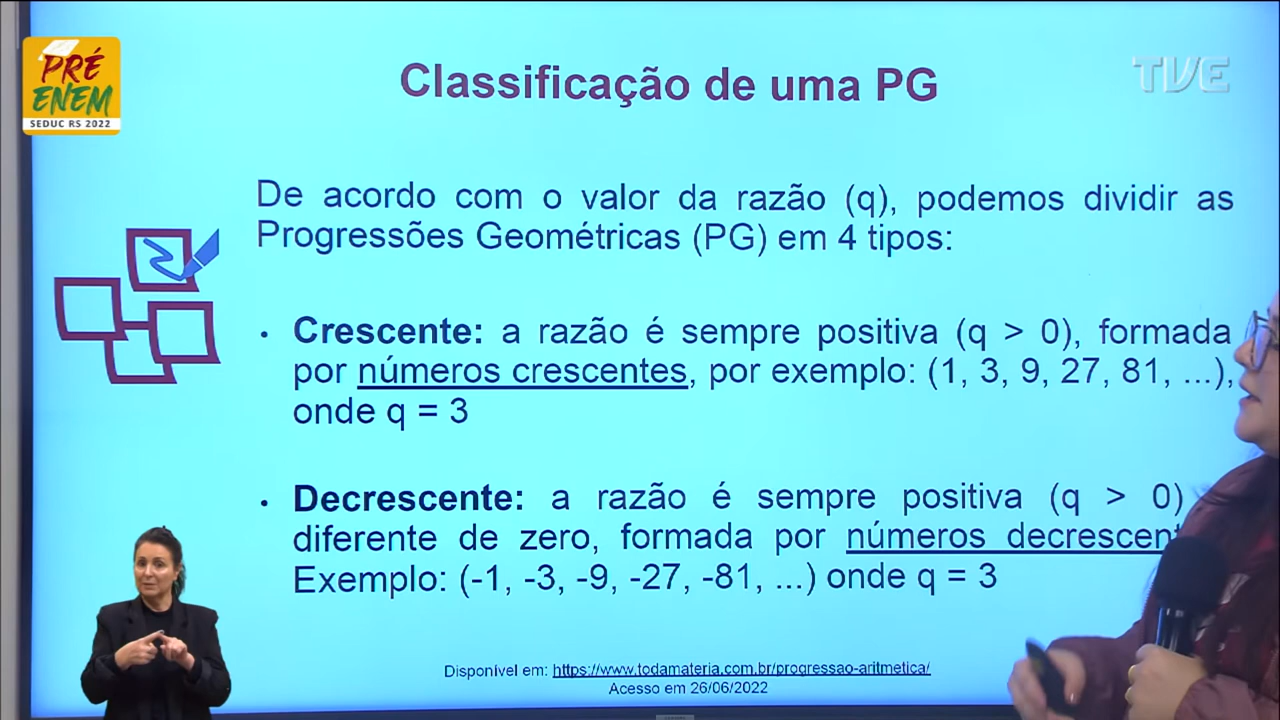 PRÉ
ENEM
SEDUC RS 2022
TVE
Classificação de uma PG
De acordo com o valor da razão (q), podemos dividir as
Progressões Geométricas (PG) em 4 tipos:
• Crescente: a razão é sempre positiva (q > 0), formada
por números crescentes, por exemplo: (1, 3, 9, 27, 81, ...),
onde q = 3
• Decrescente: a razão é sempre positiva (q > 0)
diferente de zero, formada por números decrescent
Exemplo: (-1, -3, -9, -27, -81, ...) onde q = 3
Disponível em: https://www.todamateria.com.br/progressao-aritmetica/
Acesso em 26/06/2022